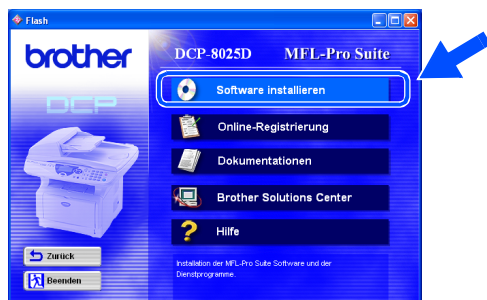 Flash
brother
DCP-8025D MFL-Pro Suite
DCP
Software installieren
Online-Registrierung
Dokumentationen
Brother Solutions Center
Hilfe
Zurück
Beenden
Installation der MFL-Pro Suite Software und der
Dienstprogramme.